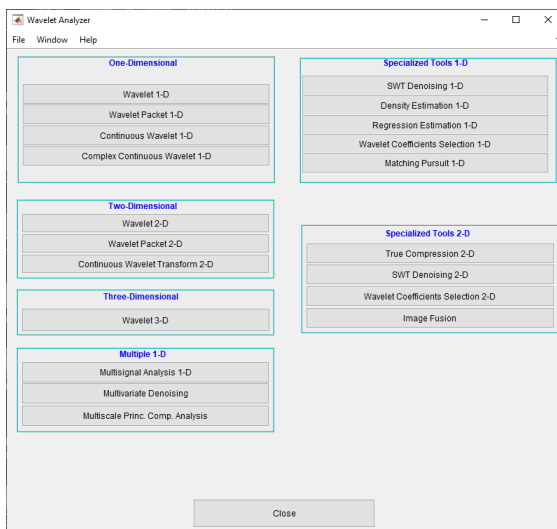 Wavelet Analyzer
File Window Help
One-Dimensional
Wavelet 1-D
Wavelet Packet 1-D
Continuous Wavelet 1-D
Complex Continuous Wavelet 1-D
Two-Dimensional
Wavelet 2-D
Wavelet Packet 2-D
Continuous Wavelet Transform 2-D
Three-Dimensional
Wavelet 3-D
Multiple 1-D
Multisignal Analysis 1-D
Multivariate Denoising
Multiscale Princ. Comp. Analysis
Specialized Tools 1-D
SWT Denoising 1-D
Density Estimation 1-D
Regression Estimation 1-D
Wavelet Coefficients Selection 1-D
Matching Pursuit 1-D
Specialized Tools 2-D
True Compression 2-D
SWT Denoising 2-D
Wavelet Coefficients Selection 2-D
Image Fusion
Close